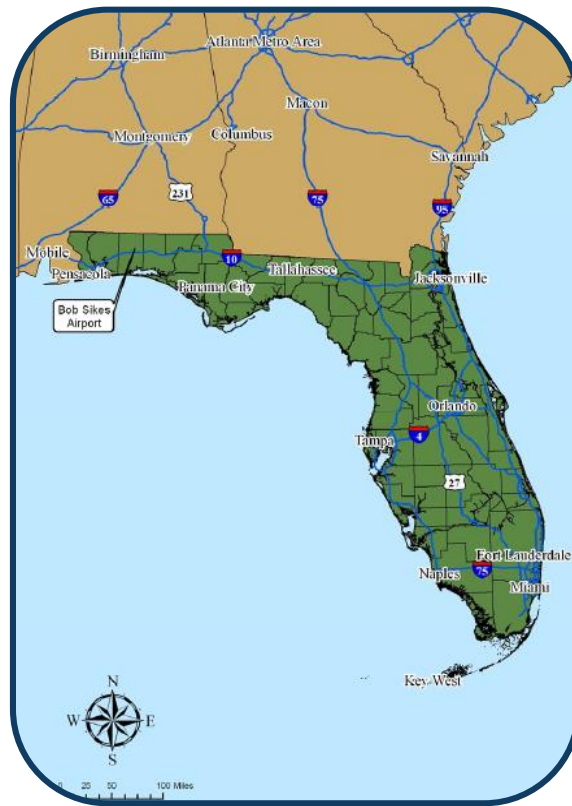 Atlanta Metro Area
Birmingham
Macon
Montgomery
Columbus
Savannah
65
231
75
95
Mobile
10
Tallahassee
Pensacola
Panama City
Jacksonville
Bob Sikes
Airport
Orlando
Tampa
4
27
Fort Lauderdale
Naples
75
Miami
Key West
N
W
E
S
0 25 50 100 Miles